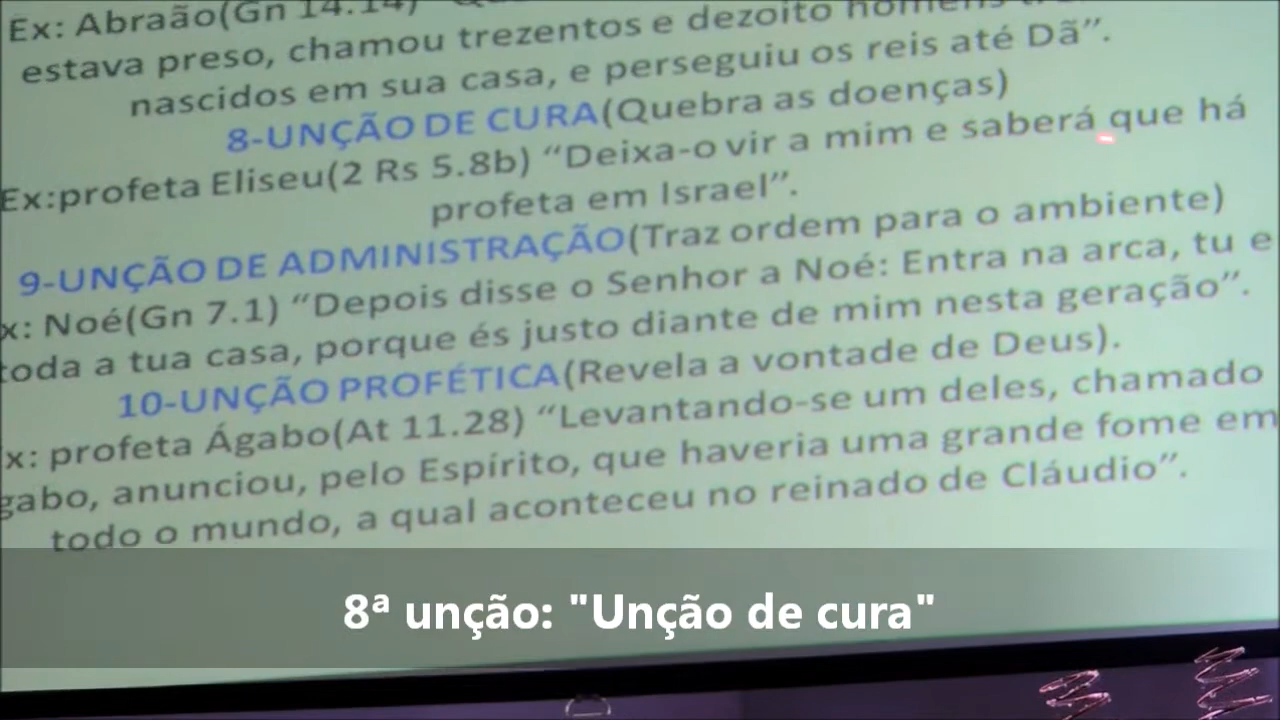 Ex: Abraão(Gn 14.14)
estava preso, chamou trezentos e dezoito homens
nascidos em sua casa, e perseguiu os reis até Dã”.
8-UNÇÃO DE CURA(Quebra as doenças)
Ex:profeta Eliseu(2 Rs 5.8b) “Deixa-o vir a mim e saberá que há
profeta em Israel”.
9-UNÇÃO DE ADMINISTRAÇÃO(Traz ordem para o ambiente)
x: Noé(Gn 7.1) “Depois disse o Senhor a Noé: Entra na arca, tu e
toda a tua casa, porque és justo diante de mim nesta geração”.
10-UNÇÃO PROFÉTICA(Revela a vontade de Deus).
x: profeta Ágabo(At 11.28) “Levantando-se um deles, chamado
gabo, anunciou, pelo Espírito, que haveria uma grande fome em
todo o mundo, a qual aconteceu no reinado de Cláudio”.
8ª unção: "Unção de cura"